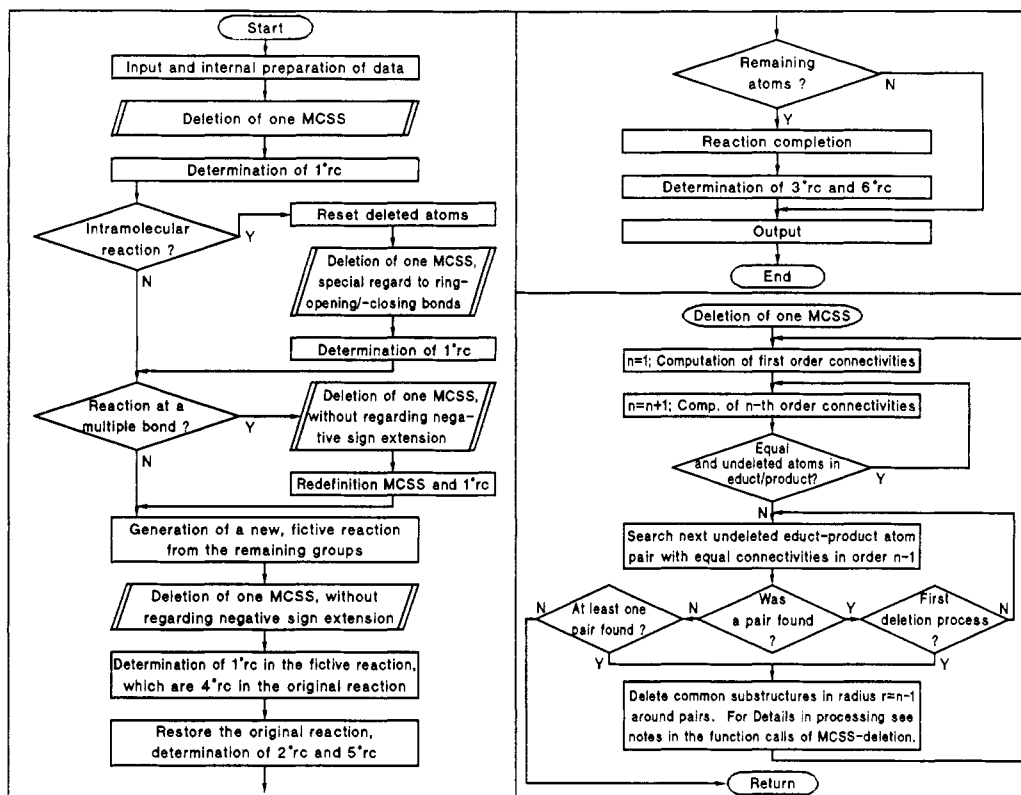 Start
Input and internal preparation of data
Deletion of one MCSS
Determination of 1°rc
Intramolecular
reaction ?
Y
N
Reset deleted atoms
Deletion of one MCSS,
special regard to ring-
opening/-closing bonds
Determination of 1°rc
Reaction at a
multiple bond ?
Y
N
Deletion of one MCSS,
without regarding neg-
ative sign extension
Redefinition MCSS and 1°rc
Generation of a new, fictive reaction
from the remaining groups
Deletion of one MCSS, without
regarding negative sign extension
Determination of 1°rc in the fictive reaction,
which are 4°rc in the original reaction
Restore the original reaction,
determination of 2°rc and 5°rc
Remaining
atoms ?
N
Y
Reaction completion
Determination of 3°rc and 6°rc
Output
End
Deletion of one MCSS
n=1; Computation of first order connectivities
n=n+1; Comp. of n-th order connectivities
Equal
and undeleted atoms in
educt/product?
Y
N
Search next undeleted educt-product atom
pair with equal connectivities in order n-1
N
At least one
pair found ?
Y
N
Was
a pair found
?
Y
First
deletion process
?
N
Y
Delete common substructures in radius r=n-1
around pairs. For Details in processing see
notes in the function calls of MCSS-deletion.
Return